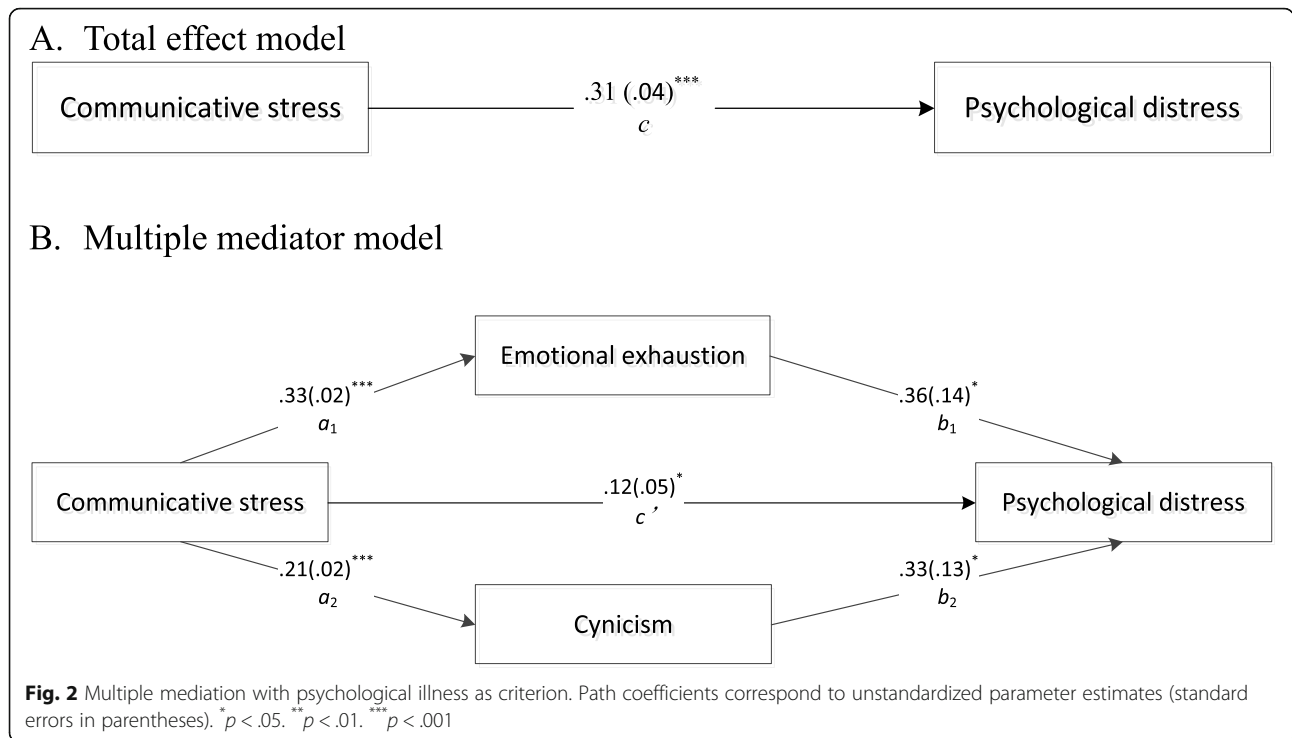 A. Total effect model
Communicative stress
.31 (.04)***
c
Psychological distress
B. Multiple mediator model
Emotional exhaustion
.33(.02)***
a1
.36(.14)*
b1
Communicative stress
.12(.05)*
c ’
Psychological distress
.21(.02)***
a2
.33(.13)*
b2
Cynicism
Fig. 2 Multiple mediation with psychological illness as criterion. Path coefficients correspond to unstandardized parameter estimates (standard
errors in parentheses). *p < .05. **p < .01. ***p < .001